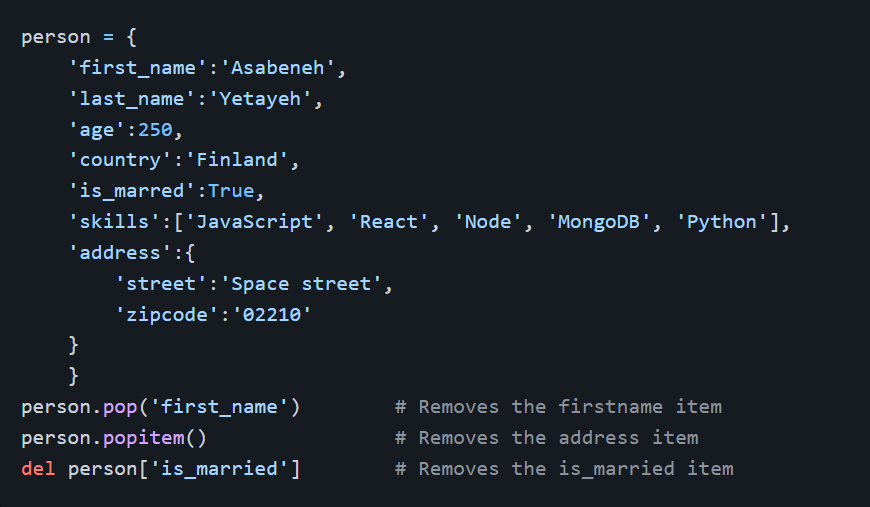 person = {
    'first_name':'Asabeneh',
    'last_name':'Yetayeh',
    'age':250,
    'country':'Finland',
    'is_marred':True,
    'skills':['JavaScript', 'React', 'Node', 'MongoDB', 'Python'],
    'address':{
        'street':'Space street',
        'zipcode':'02210'
    }
    }
person.pop('first_name')        # Removes the firstname item
person.popitem()                # Removes the address item
del person['is_married']        # Removes the is_married item